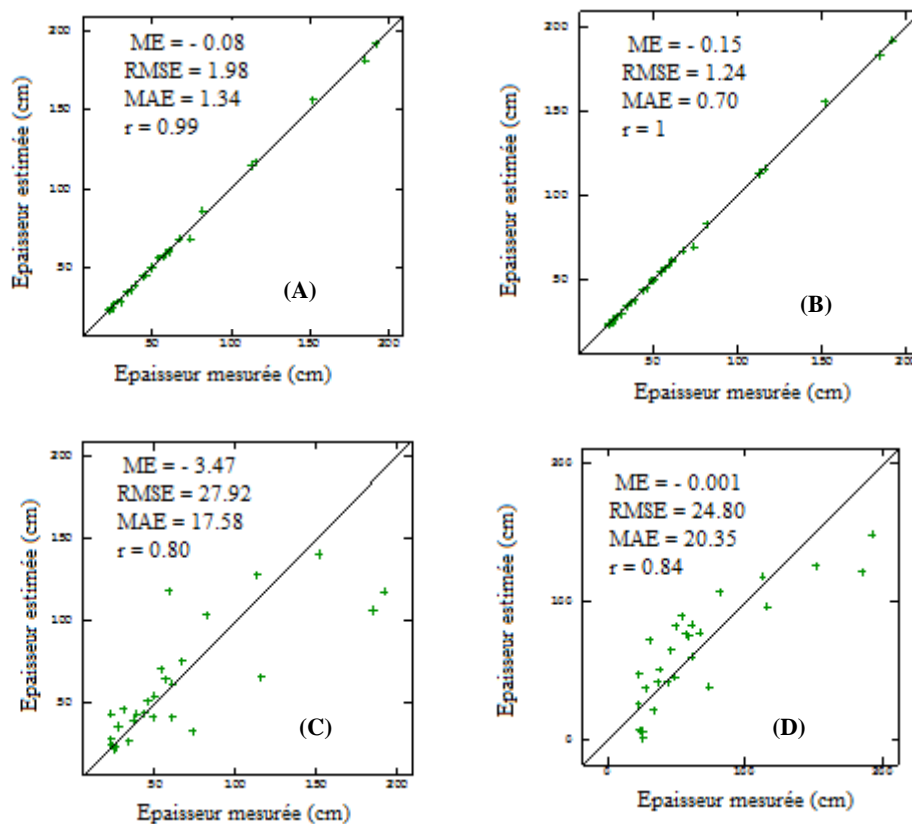 200
150
100
50
Epaisseur estimée (cm)
ME = - 0.08
RMSE = 1.98
MAE = 1.34
r = 0.99
(A)
50
100
150
200
Epaisseur mesurée (cm)
200
150
100
50
Epaisseur estimée (cm)
ME = - 0.15
RMSE = 1.24
MAE = 0.70
r = 1
(B)
50
100
150
200
Epaisseur mesurée (cm)
200
150
100
50
Epaisseur estimée (cm)
ME = - 3.47
RMSE = 27.92
MAE = 17.58
r = 0.80
(C)
50
100
150
200
Epaisseur mesurée (cm)
200
100
0
Epaisseur estimée (cm)
ME = - 0.001
RMSE = 24.80
MAE = 20.35
r = 0.84
(D)
0
100
200
Epaisseur mesurée (cm)